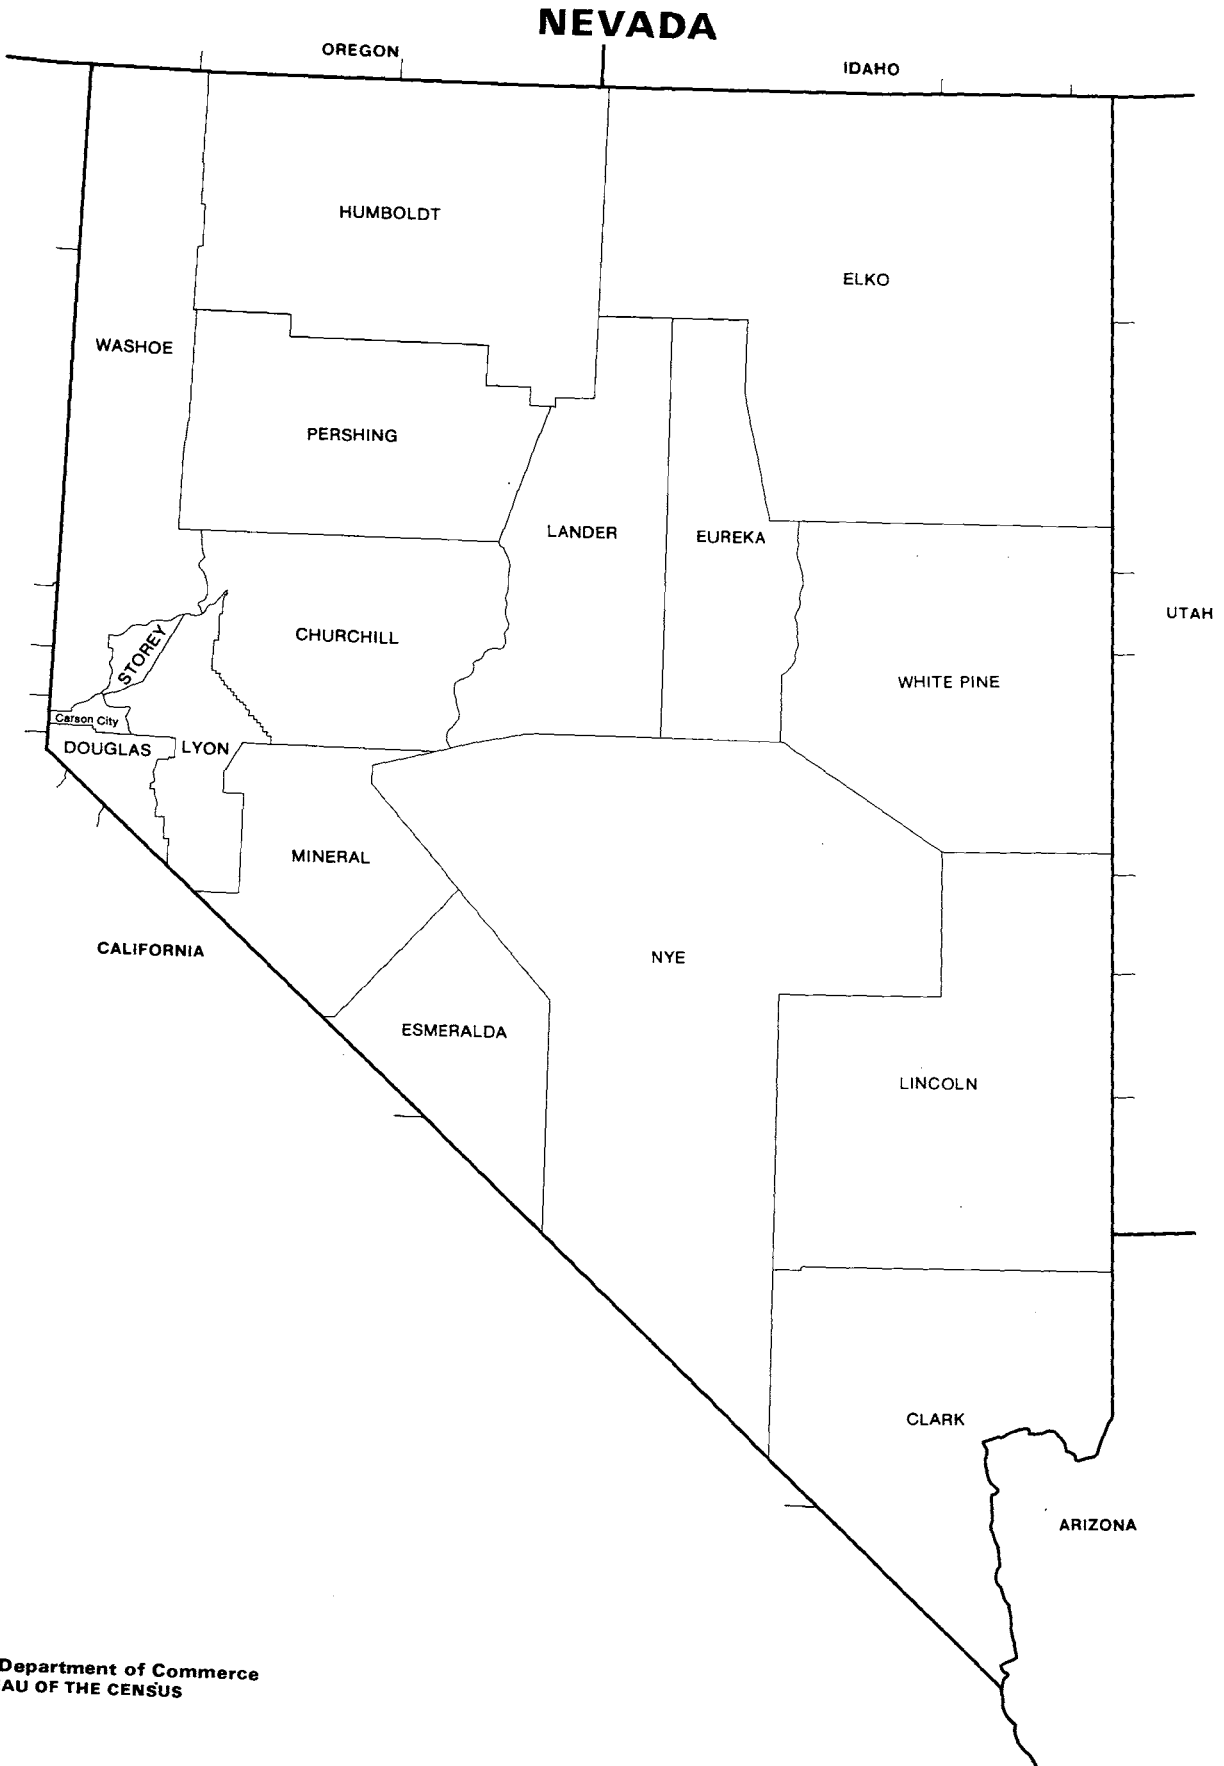 NEVADA
OREGON
IDAHO
HUMBOLDT
ELKO
WASHOE
PERSHING
LANDER
EUREKA
UTAH
CHURCHILL
STOREY
WHITE PINE
Carson City
DOUGLAS
LYON
MINERAL
CALIFORNIA
NYE
ESMERALDA
LINCOLN
CLARK
ARIZONA
Department of Commerce
AU OF THE CENSUS